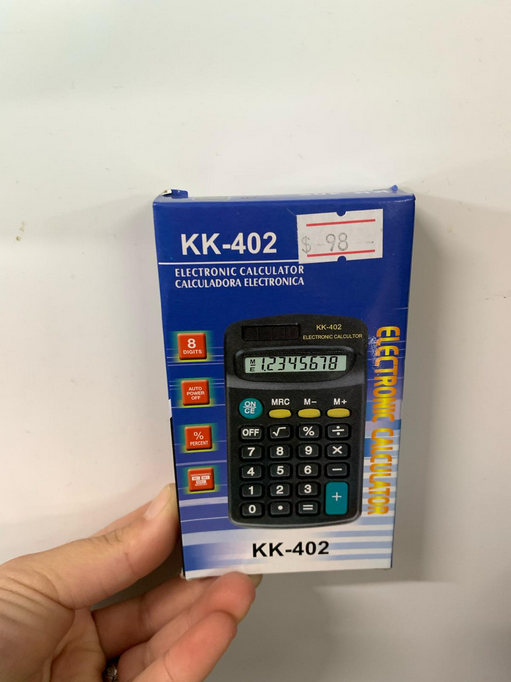 KK-402
$ 98
ELECTRONIC CALCULATOR
CALCULADORA ELECTRONICA
8
DIGITS
AUTO
POWER
OFF
%
PERCENT
KK-402
ELECTRONIC CALCULTOR
M
E
1.2345678
ON
CE
MRC M− M+
OFF √ % ÷
7 8 9 ×
4 5 6 −
1 2 3 +
0 • =
ELECTRONIC CALCULATOR
KK-402